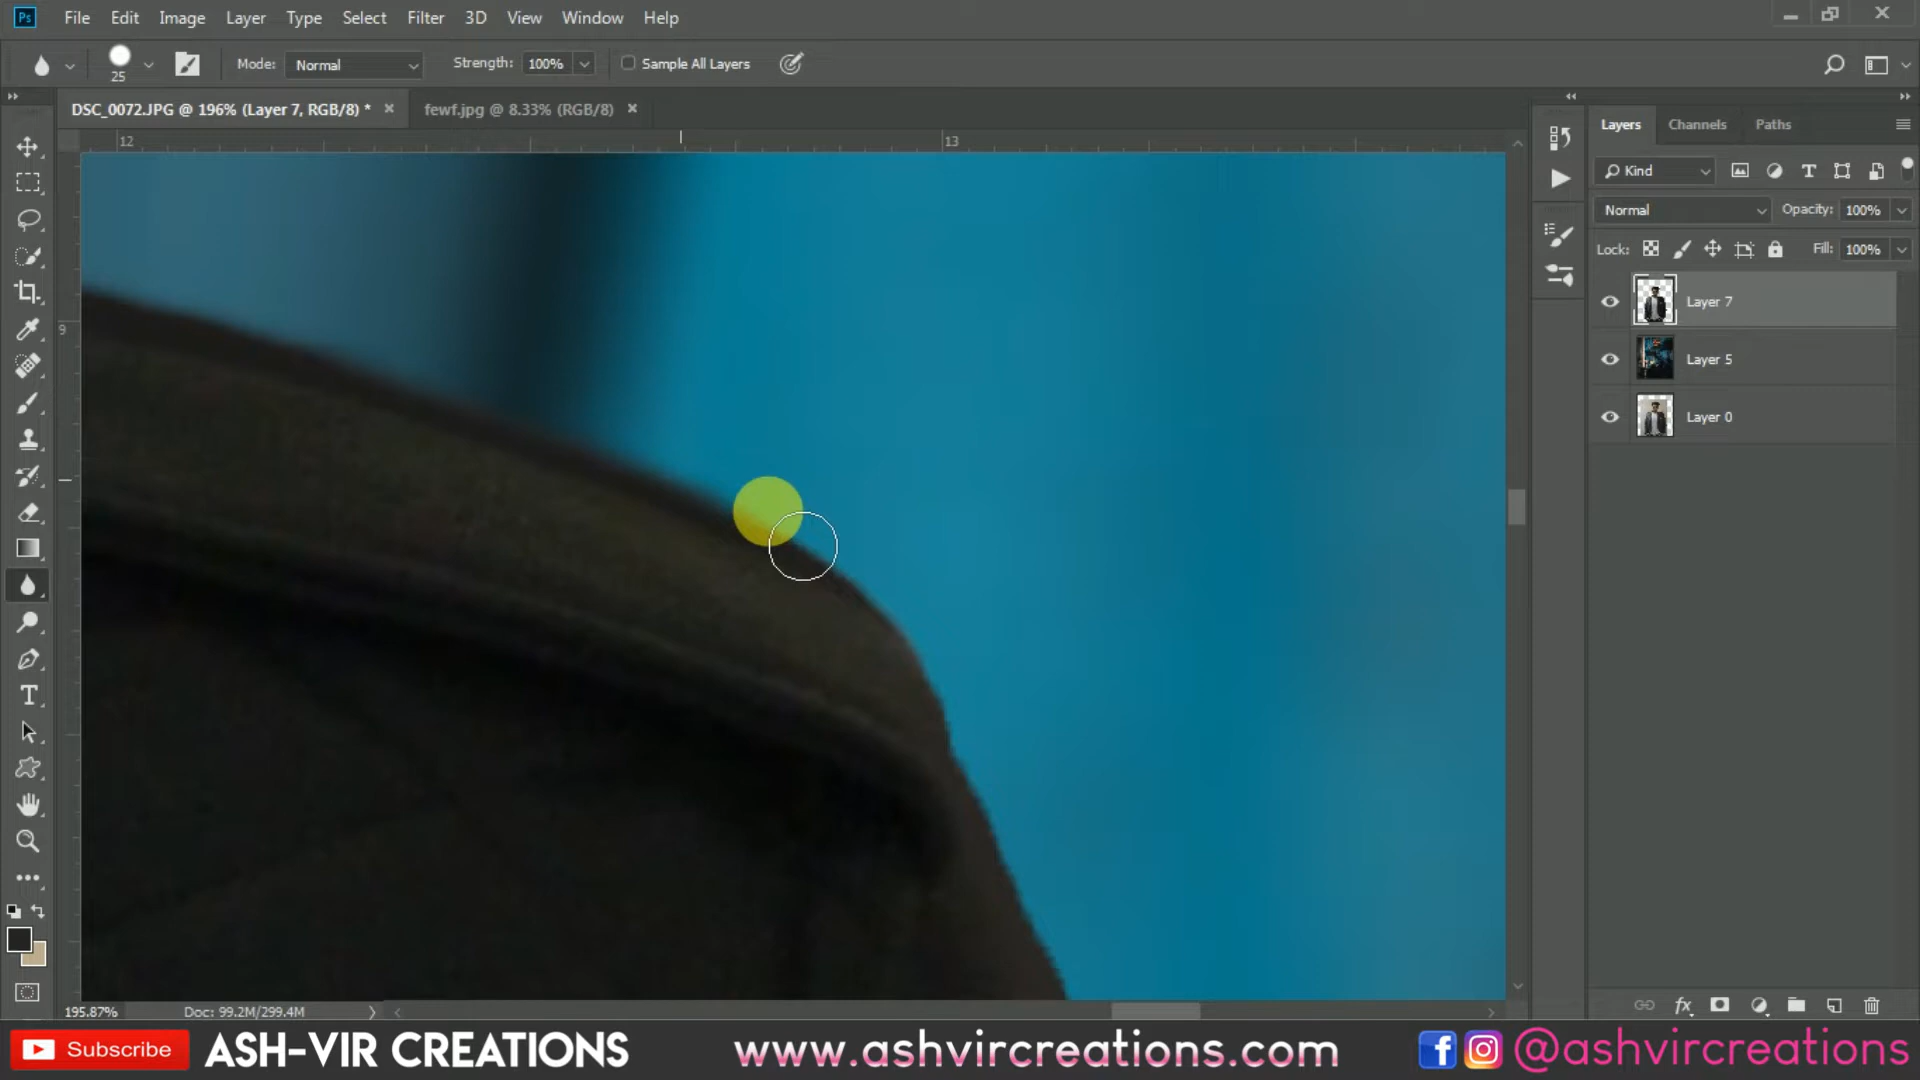 Ps File Edit Image Layer Type Select Filter 3D View Window Help
25 Mode: Normal Strength: 100% Sample All Layers
DSC_0072.JPG @ 196% (Layer 7, RGB/8) * fewf.jpg @ 8.33% (RGB/8)
12 13
9
Layers Channels Paths
Kind
Normal Opacity: 100%
Lock: Fill: 100%
Layer 7
Layer 5
Layer 0
195.87% Doc: 99.2M/299.4M
Subscribe ASH-VIR CREATIONS www.ashvircreations.com @ashvircreations